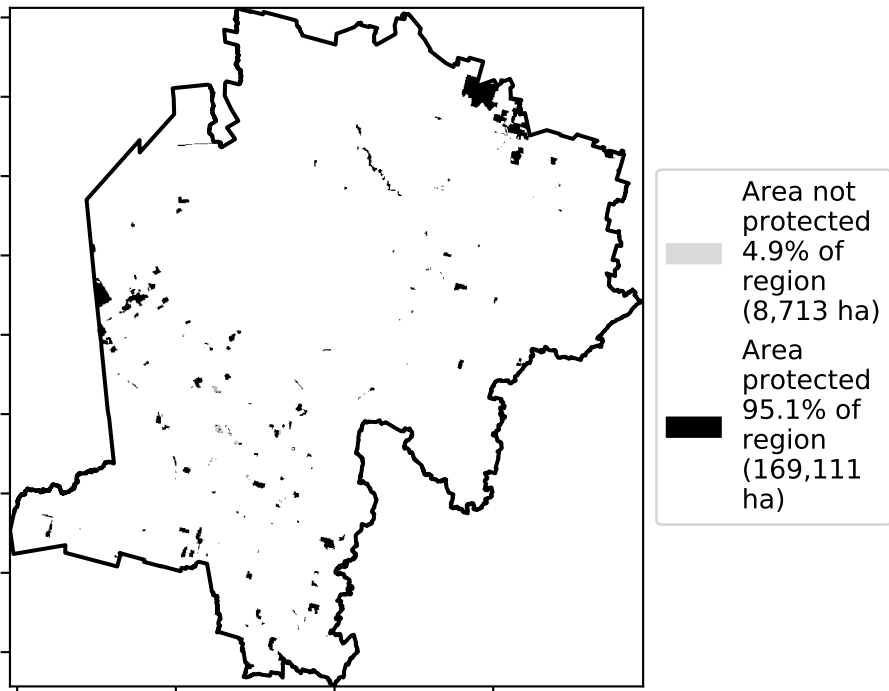 Area not
protected
4.9% of
region
(8,713 ha)
Area
protected
95.1% of
region
(169,111
ha)